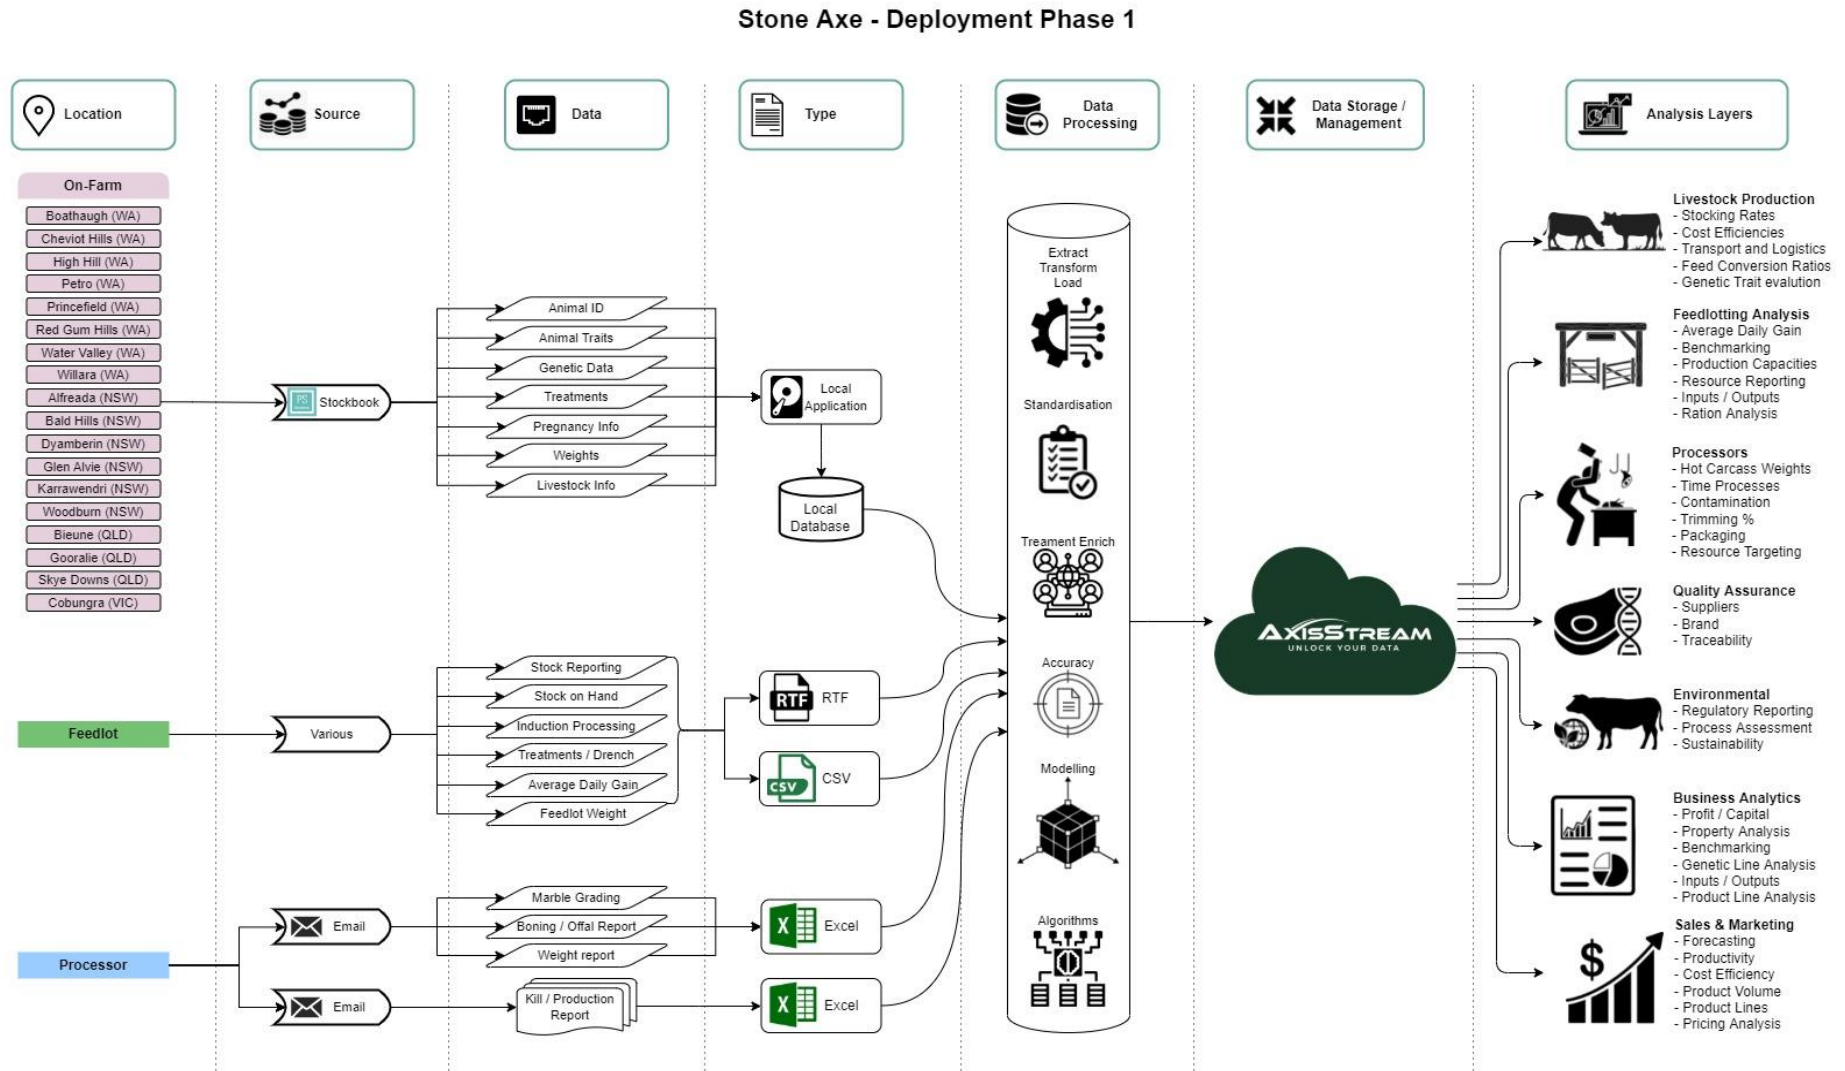 Stone Axe - Deployment Phase 1
Location
Source
Data
Type
Data
Processing
Data Storage /
Management
Analysis Layers
On-Farm
Boathaugh (WA)
Cheviot Hills (WA)
High Hill (WA)
Petro (WA)
Princefield (WA)
Red Gum Hills (WA)
Water Valley (WA)
Willara (WA)
Alfreada (NSW)
Bald Hills (NSW)
Dyamberin (NSW)
Glen Alvie (NSW)
Karrawendri (NSW)
Woodburn (NSW)
Bieune (QLD)
Gooralie (QLD)
Skye Downs (QLD)
Cobungra (VIC)
Feedlot
Processor
PS
Stockbook
Various
Email
Email
Animal ID
Animal Traits
Genetic Data
Treatments
Pregnancy Info
Weights
Livestock Info
Stock Reporting
Stock on Hand
Induction Processing
Treatments / Drench
Average Daily Gain
Feedlot Weight
Marble Grading
Boning / Offal Report
Weight report
Kill / Production
Report
Local
Application
Local
Database
RTF
RTF
CSV
CSV
X
Excel
X
Excel
Extract
Transform
Load
Standardisation
Treament Enrich
Accuracy
Modelling
Algorithms
AXISSTREAM
UNLOCK YOUR DATA
Livestock Production
- Stocking Rates
- Cost Efficiencies
- Transport and Logistics
- Feed Conversion Ratios
- Genetic Trait evalution
Feedlotting Analysis
- Average Daily Gain
- Benchmarking
- Production Capacities
- Resource Reporting
- Inputs / Outputs
- Ration Analysis
Processors
- Hot Carcass Weights
- Time Processes
- Contamination
- Trimming %
- Packaging
- Resource Targeting
Quality Assurance
- Suppliers
- Brand
- Traceability
Environmental
- Regulatory Reporting
- Process Assessment
- Sustainability
Business Analytics
- Profit / Capital
- Property Analysis
- Benchmarking
- Genetic Line Analysis
- Inputs / Outputs
- Product Line Analysis
$
Sales & Marketing
- Forecasting
- Productivity
- Cost Efficiency
- Product Volume
- Product Lines
- Pricing Analysis